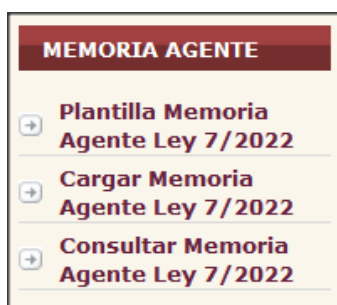 MEMORIA AGENTE
Plantilla Memoria
Agente Ley 7/2022
Cargar Memoria
Agente Ley 7/2022
Consultar Memoria
Agente Ley 7/2022